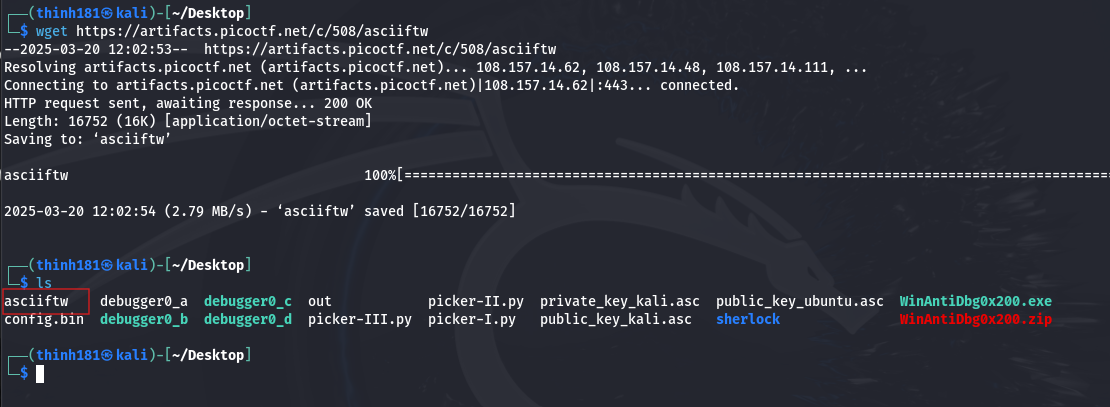 ┌──(thinh181㉿kali)-[~/Desktop]
└─$ wget https://artifacts.picoctf.net/c/508/asciiftw
--2025-03-20 12:02:53--  https://artifacts.picoctf.net/c/508/asciiftw
Resolving artifacts.picoctf.net (artifacts.picoctf.net)... 108.157.14.62, 108.157.14.48, 108.157.14.111, ...
Connecting to artifacts.picoctf.net (artifacts.picoctf.net)|108.157.14.62|:443... connected.
HTTP request sent, awaiting response... 200 OK
Length: 16752 (16K) [application/octet-stream]
Saving to: ‘asciiftw’
asciiftw                                     100%[=========================================================================================
2025-03-20 12:02:54 (2.79 MB/s) - ‘asciiftw’ saved [16752/16752]
┌──(thinh181㉿kali)-[~/Desktop]
└─$ ls
asciiftw    debugger0_a  debugger0_c  out            picker-II.py  private_key_kali.asc  public_key_ubuntu.asc  WinAntiDbg0x200.exe
config.bin  debugger0_b  debugger0_d  picker-III.py  picker-I.py   public_key_kali.asc   sherlock               WinAntiDbg0x200.zip
┌──(thinh181㉿kali)-[~/Desktop]
└─$